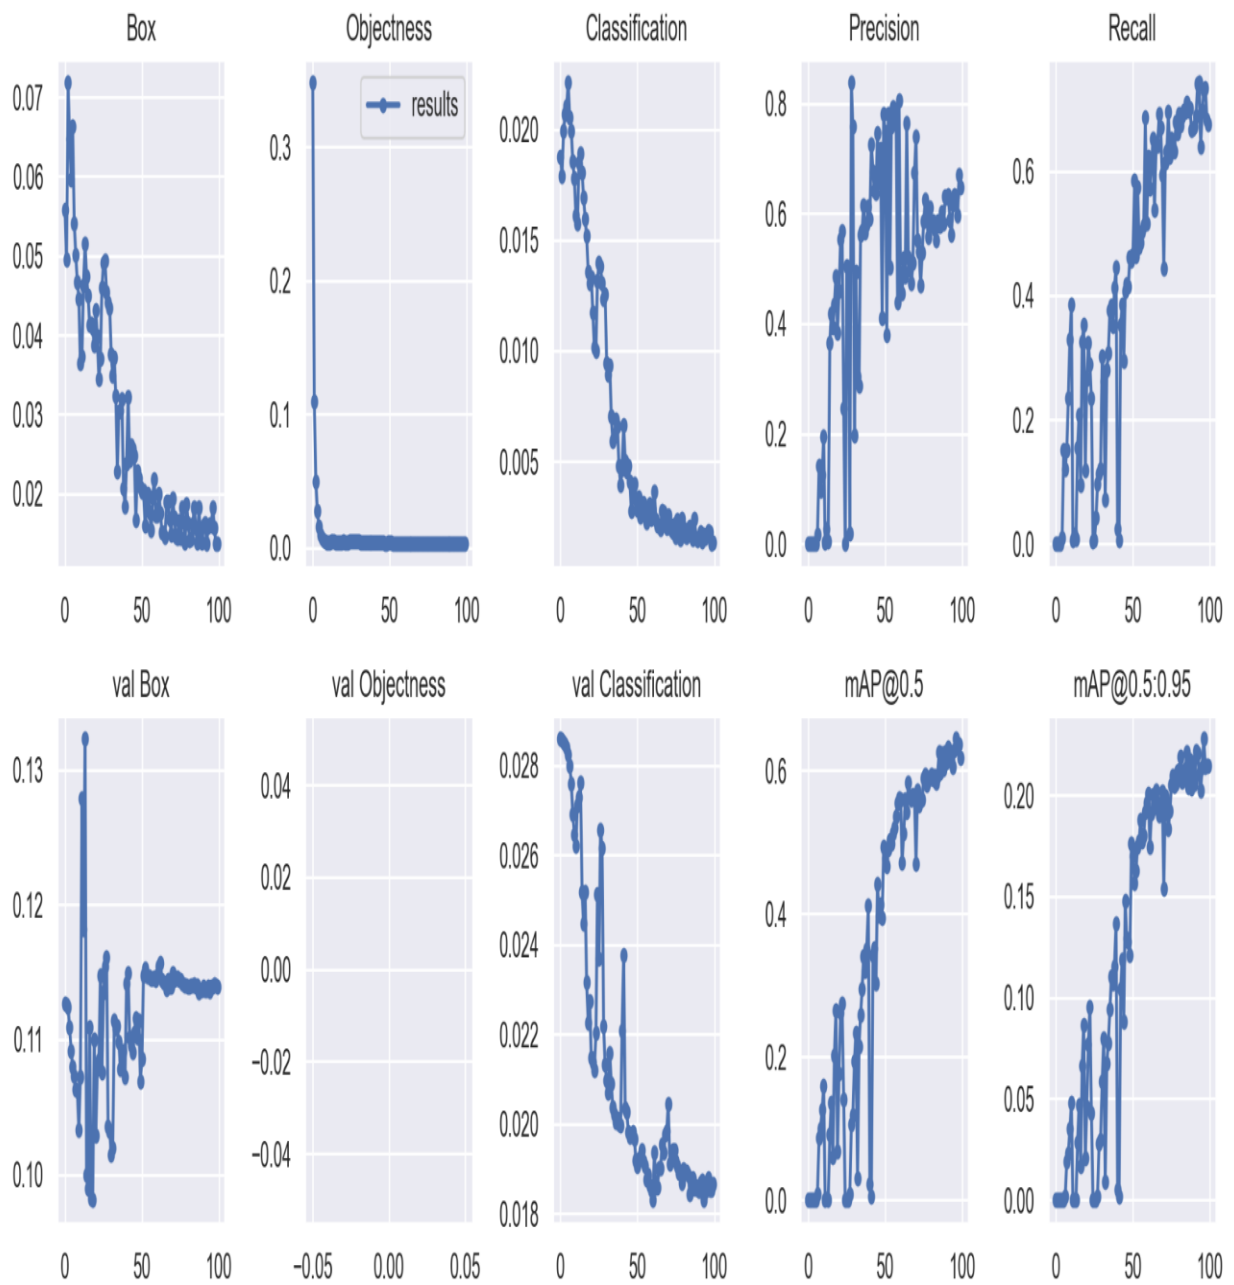 Box
Objectness
Classification
Precision
Recall
0.07
0.06
0.05
0.04
0.03
0.02
0 50 100
results
0.3
0.2
0.1
0.0
0 50 100
0.020
0.015
0.010
0.005
0 50 100
0.8
0.6
0.4
0.2
0.0
0 50 100
0.6
0.4
0.2
0.0
0 50 100
val Box
val Objectness
val Classification
mAP@0.5
mAP@0.5:0.95
0.13
0.12
0.11
0.10
0 50 100
0.04
0.02
0.00
−0.02
−0.04
−0.05 0.00 0.05
0.028
0.026
0.024
0.022
0.020
0.018
0 50 100
0.6
0.4
0.2
0.0
0 50 100
0.20
0.15
0.10
0.05
0.00
0 50 100